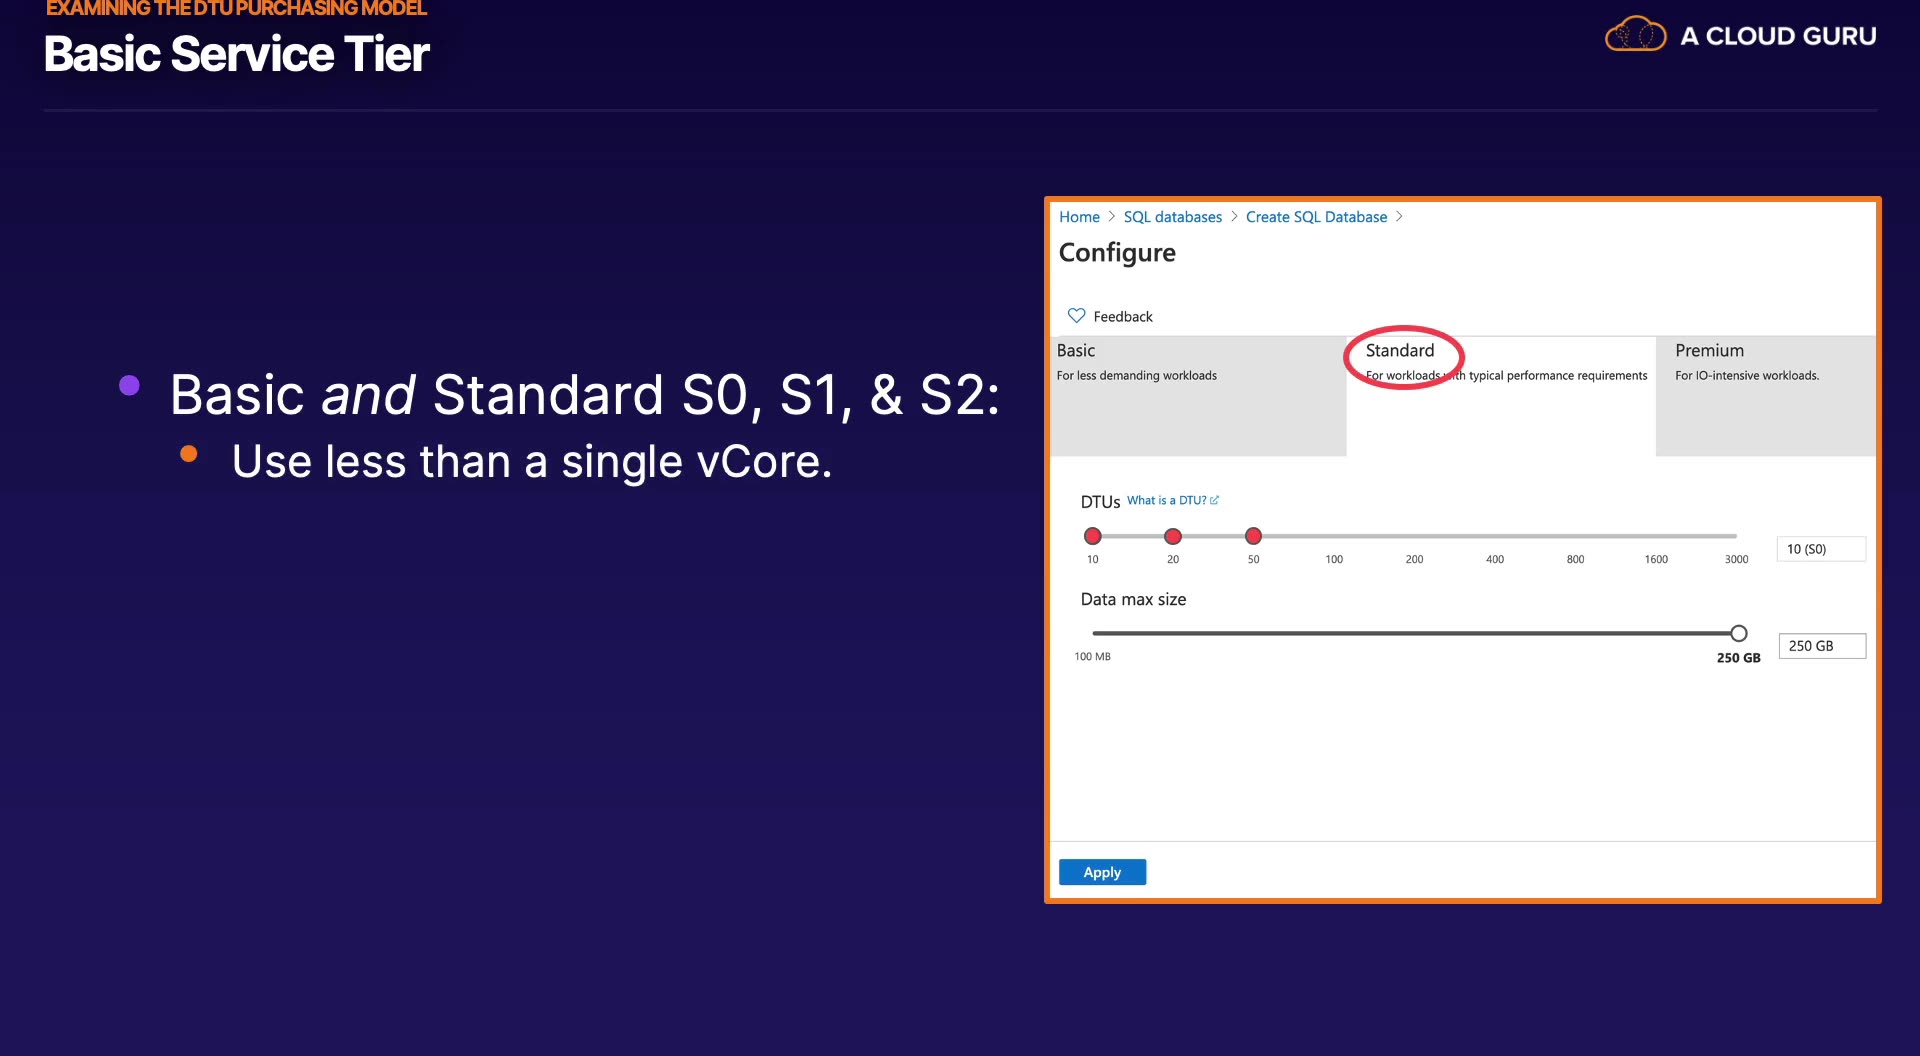 EXAMINING THE DTU PURCHASING MODEL
Basic Service Tier
A CLOUD GURU
Basic and Standard S0, S1, & S2:
Use less than a single vCore.
Home > SQL databases > Create SQL Database >
Configure
Feedback
Basic
For less demanding workloads
Standard
For workloads with typical performance requirements
Premium
For IO-intensive workloads.
DTUs What is a DTU?
10 20 50 100 200 400 800 1600 3000
10 (S0)
Data max size
100 MB
250 GB
250 GB
Apply